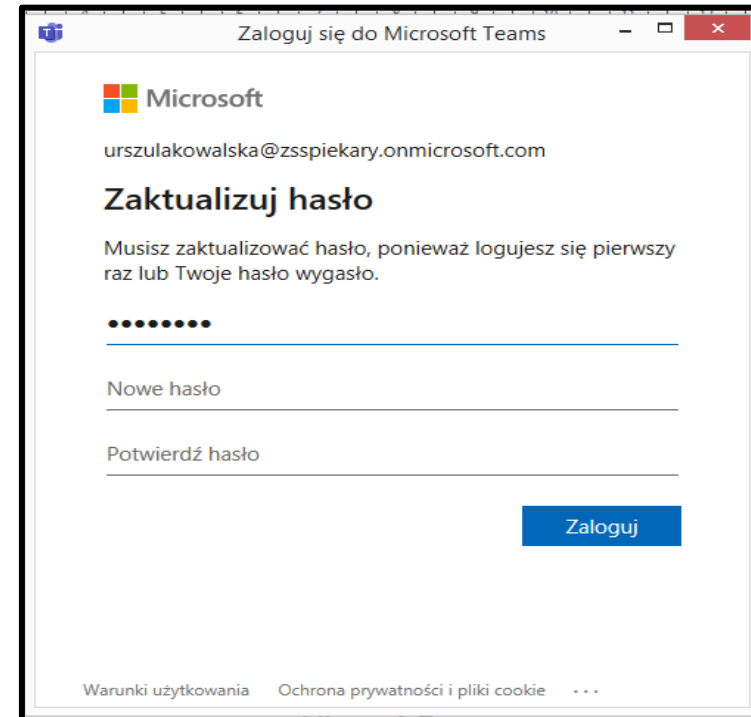 Zaloguj się do Microsoft Teams
Microsoft
urszulakowalska@zsspiekary.onmicrosoft.com
Zaktualizuj hasło
Musisz zaktualizować hasło, ponieważ logujesz się pierwszy
raz lub Twoje hasło wygasło.
••••••••
Nowe hasło
Potwierdź hasło
Zaloguj
Warunki użytkowania Ochrona prywatności i pliki cookie ...